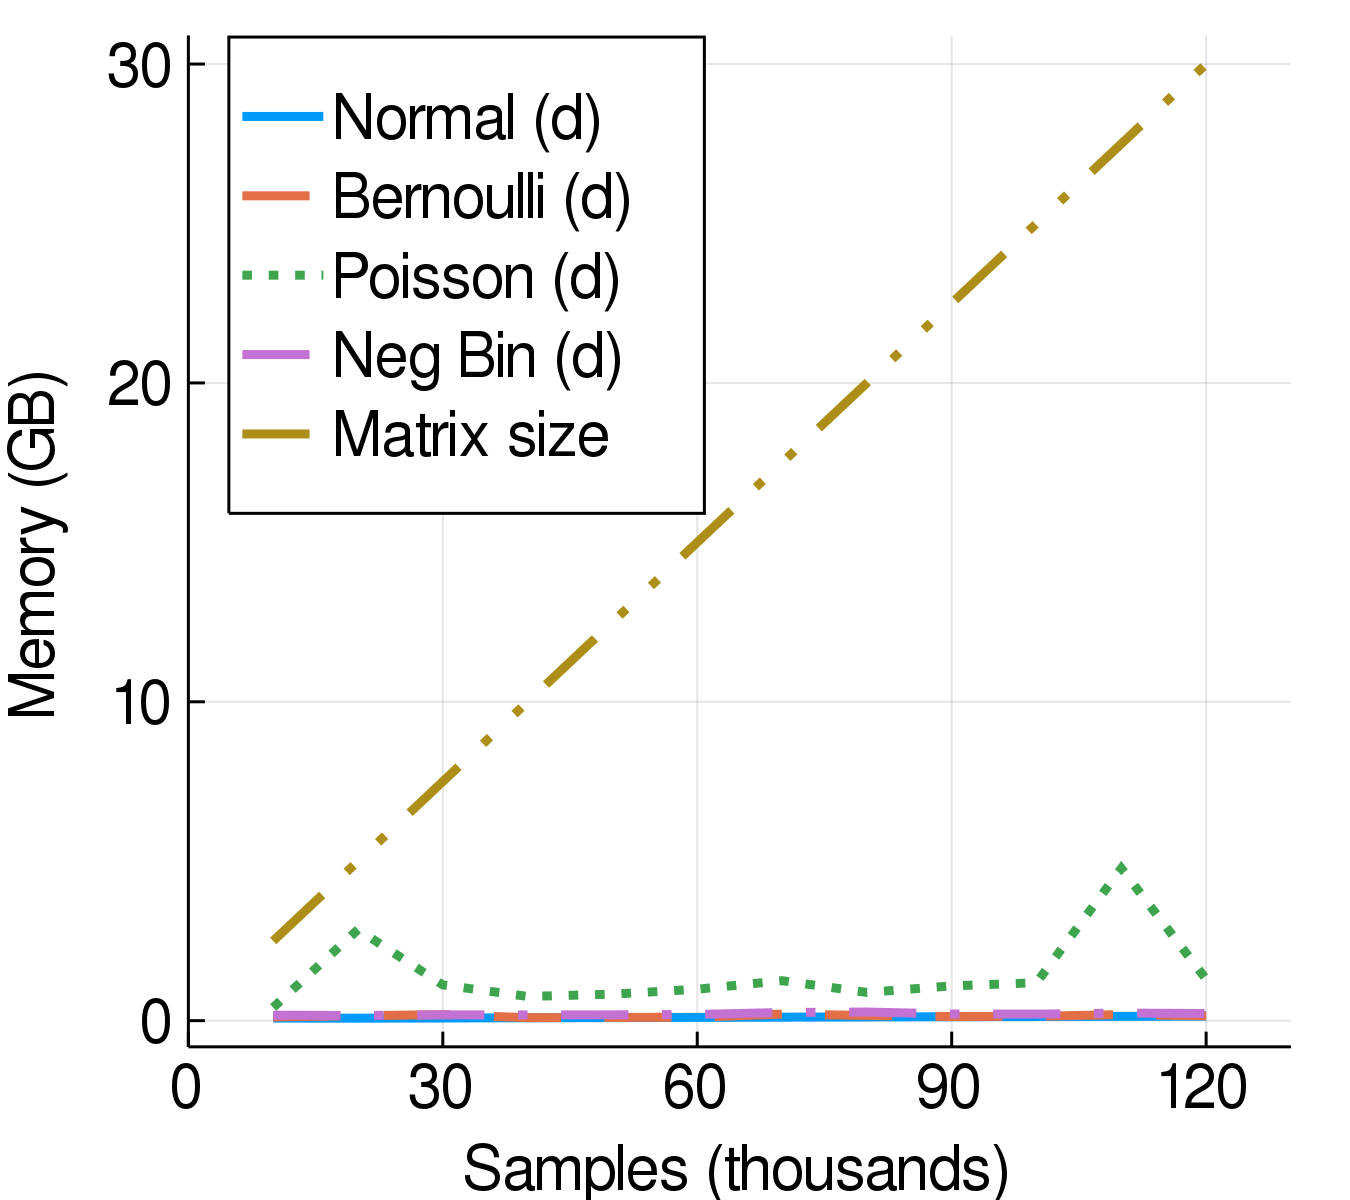 Memory (GB)
30
20
10
0
Normal (d)
Bernoulli (d)
Poisson (d)
Neg Bin (d)
Matrix size
0 30 60 90 120
Samples (thousands)